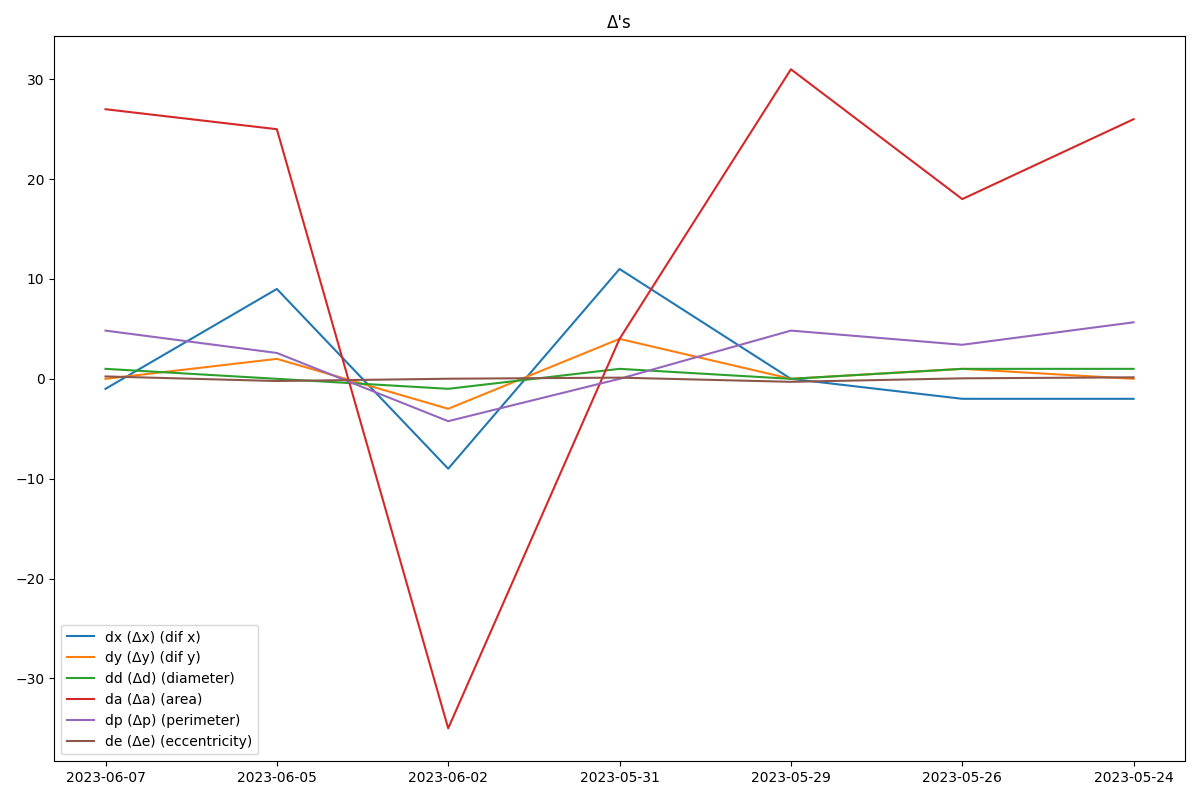 Δ's
30
20
10
0
−10
−20
−30
dx (Δx) (dif x)
dy (Δy) (dif y)
dd (Δd) (diameter)
da (Δa) (area)
dp (Δp) (perimeter)
de (Δe) (eccentricity)
2023-06-07 2023-06-05 2023-06-02 2023-05-31 2023-05-29 2023-05-26 2023-05-24